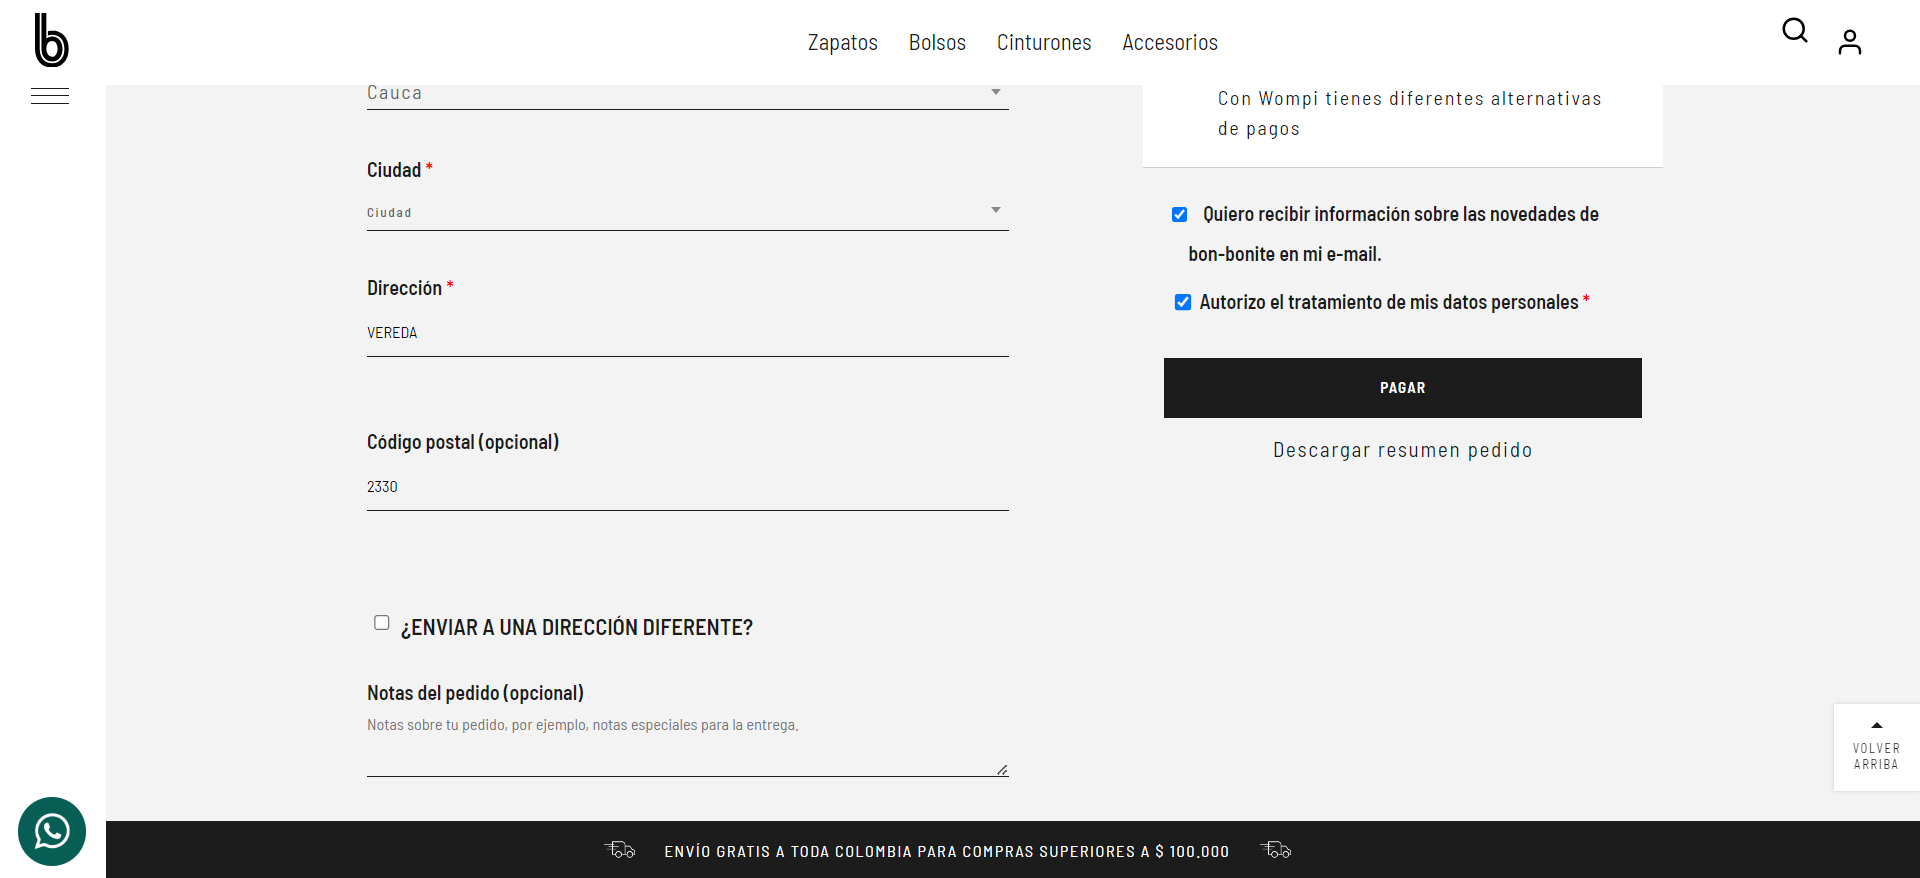 b
Zapatos Bolsos Cinturones Accesorios
Cauca
Ciudad *
Ciudad
Dirección *
VEREDA
Código postal (opcional)
2330
¿ENVIAR A UNA DIRECCIÓN DIFERENTE?
Notas del pedido (opcional)
Notas sobre tu pedido, por ejemplo, notas especiales para la entrega.
Con Wompi tienes diferentes alternativas
de pagos
Quiero recibir información sobre las novedades de
bon-bonite en mi e-mail.
Autorizo el tratamiento de mis datos personales *
PAGAR
Descargar resumen pedido
VOLVER
ARRIBA
ENVÍO GRATIS A TODA COLOMBIA PARA COMPRAS SUPERIORES A $ 100.000